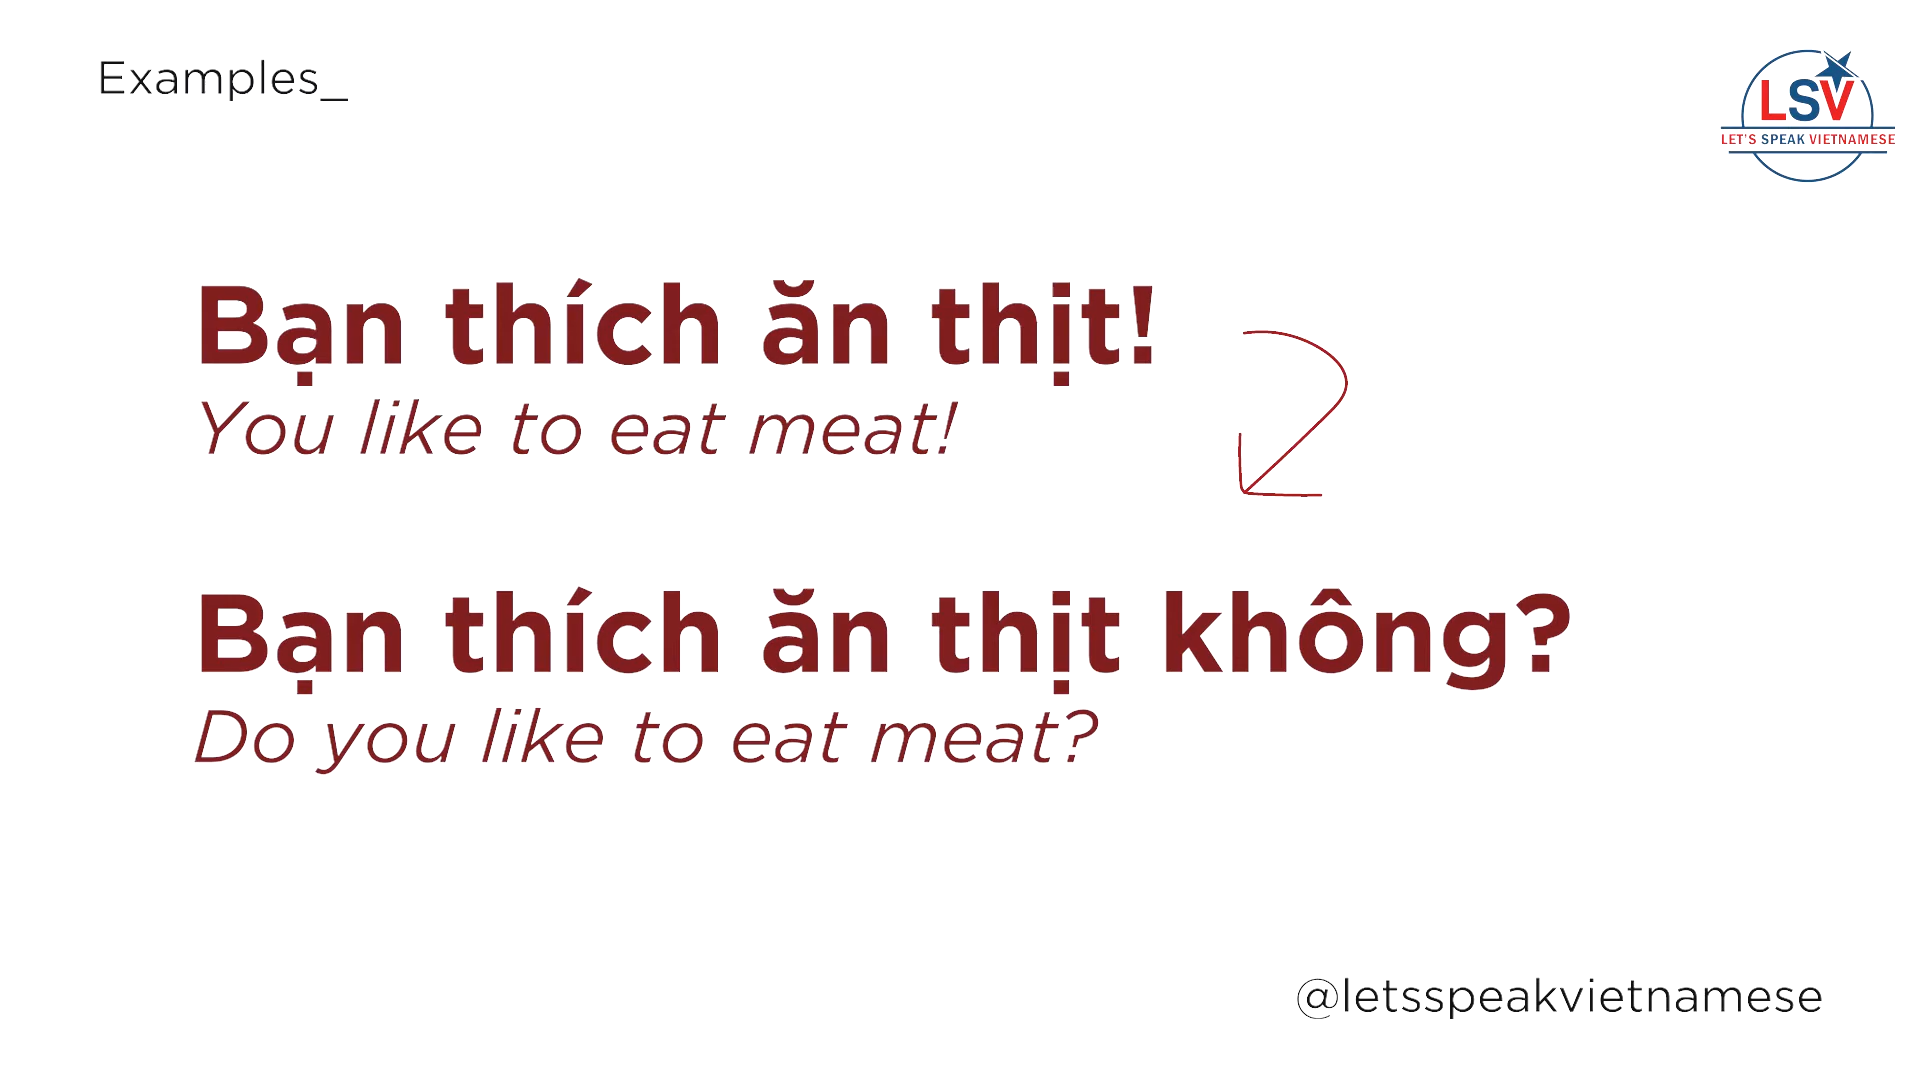 Examples_
LSV
LET'S SPEAK VIETNAMESE
Bạn thích ăn thịt!
You like to eat meat!
Bạn thích ăn thịt không?
Do you like to eat meat?
@letsspeakvietnamese